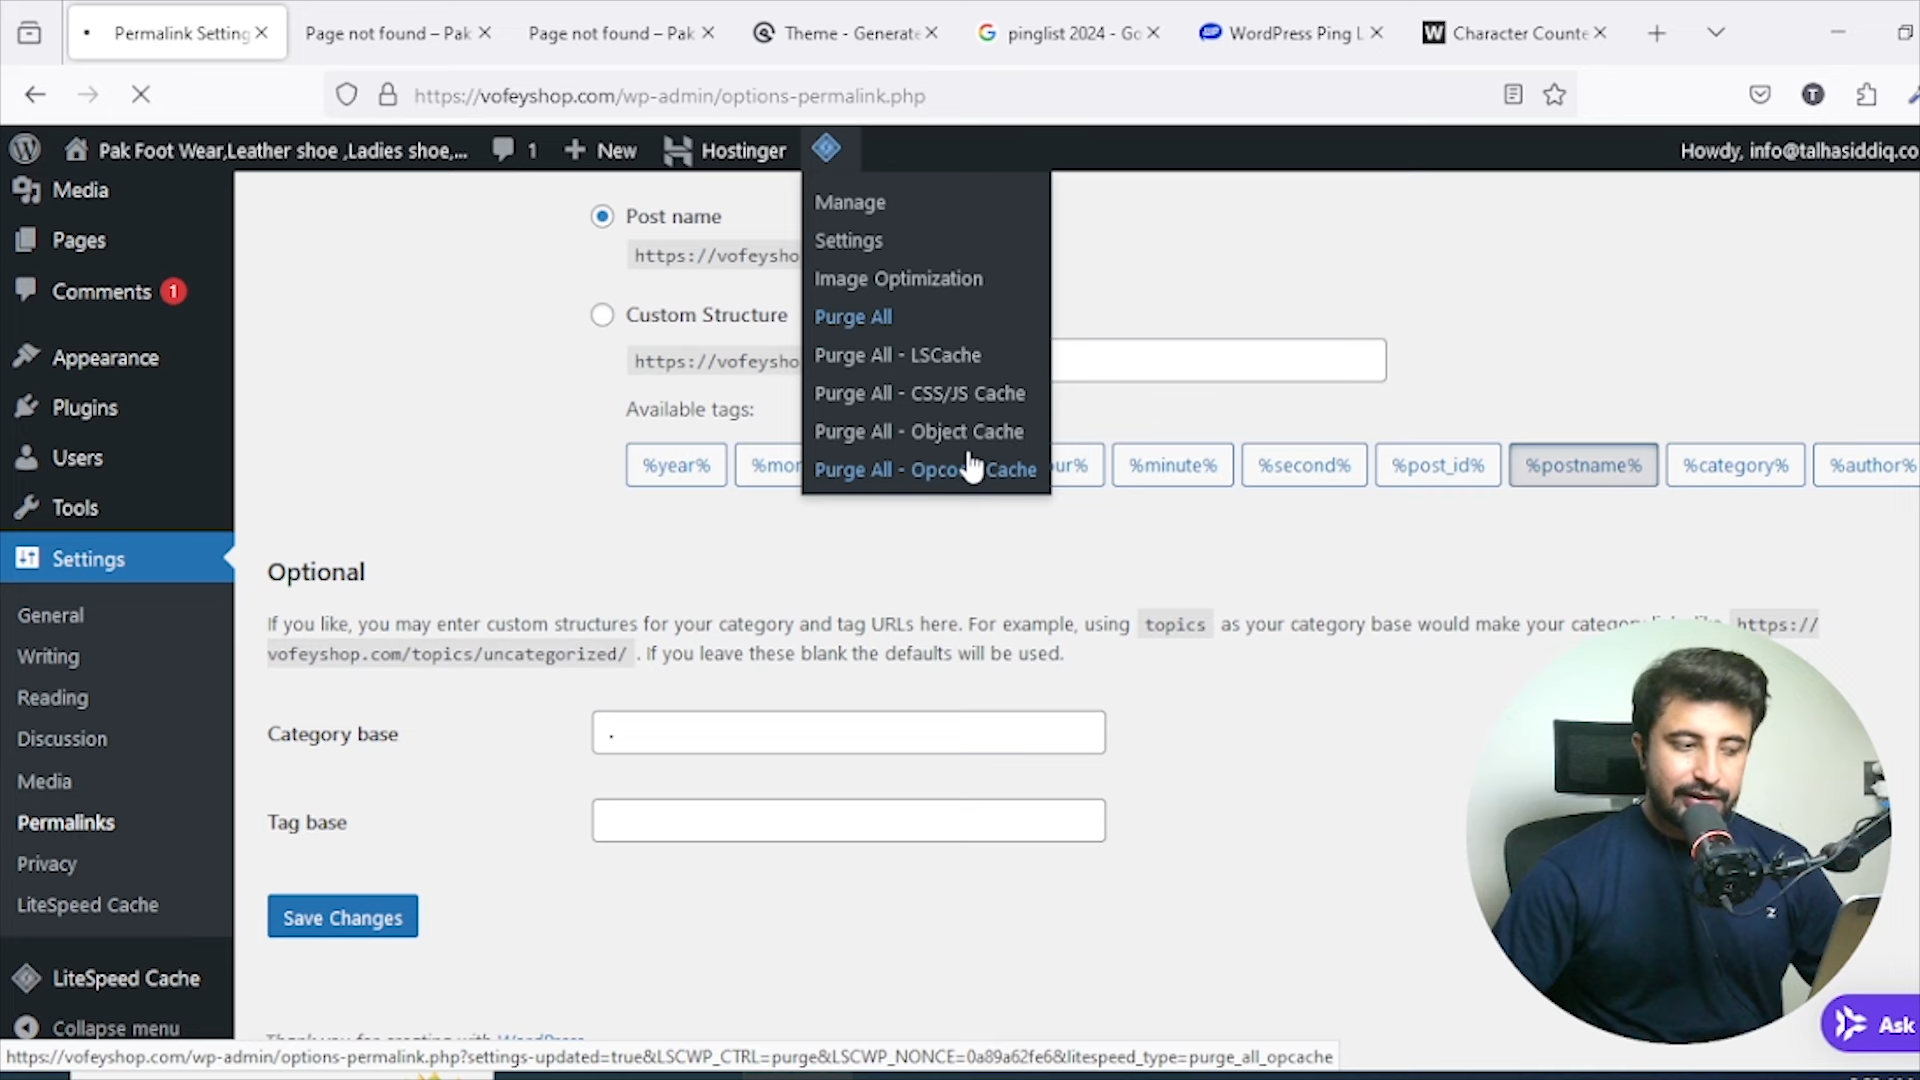 Permalink Setting
Page not found – Pak
Page not found – Pak
Theme - Generate
pinglist 2024 - Go
WordPress Ping L
Character Counte
https://vofeyshop.com/wp-admin/options-permalink.php
Pak Foot Wear,Leather shoe ,Ladies shoe,...
1
New
Hostinger
Howdy, info@talhasiddiq.co
Media
Pages
Comments 1
Appearance
Plugins
Users
Tools
Settings
General
Writing
Reading
Discussion
Media
Permalinks
Privacy
LiteSpeed Cache
LiteSpeed Cache
Collapse menu
Manage
Settings
Image Optimization
Purge All
Purge All - LSCache
Purge All - CSS/JS Cache
Purge All - Object Cache
Purge All - Opco Cache
Post name
https://vofeysho
Custom Structure
https://vofeysho
Available tags:
%year% %mor ur% %minute% %second% %post_id% %postname% %category% %author%
Optional
If you like, you may enter custom structures for your category and tag URLs here. For example, using topics as your category base would make your category https://
vofeyshop.com/topics/uncategorized/ . If you leave these blank the defaults will be used.
Category base .
Tag base
Save Changes
Ask
https://vofeyshop.com/wp-admin/options-permalink.php?settings-updated=true&LSCWP_CTRL=purge&LSCWP_NONCE=0a89a62fe6&litespeed_type=purge_all_opcache